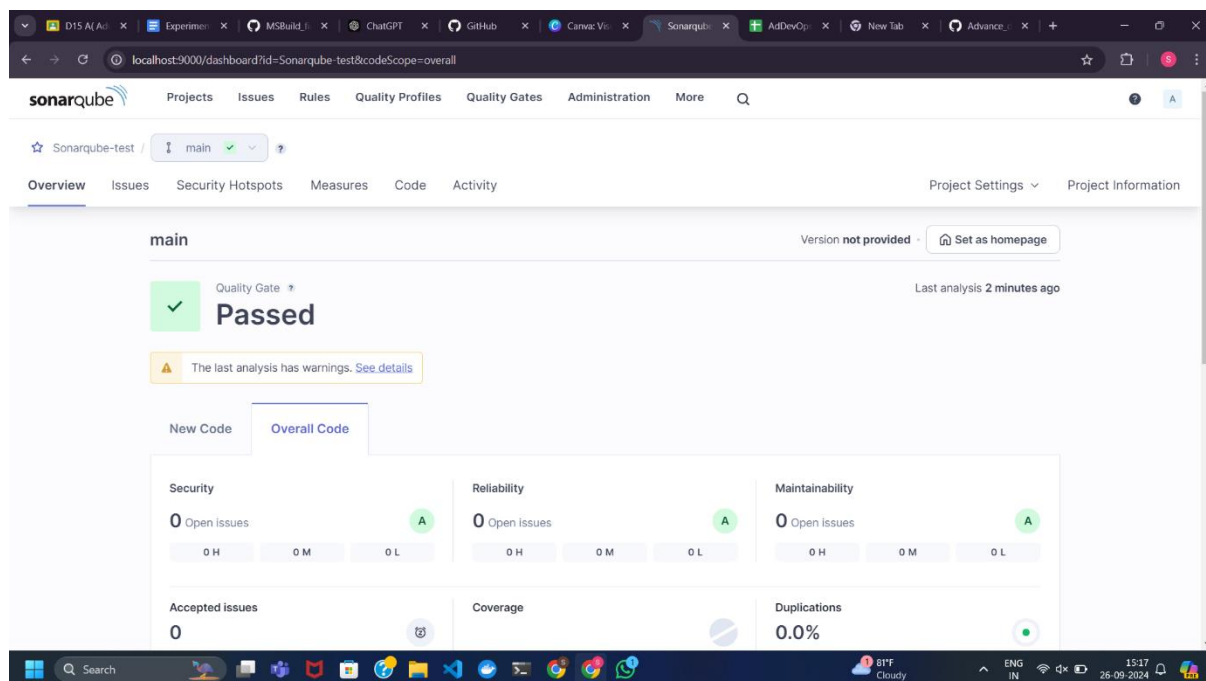 D15 A( Ad
Experimen
MSBuild_f
ChatGPT
GitHub
Canva: Vis
Sonarqube
AdDevOps
New Tab
Advance_d
localhost:9000/dashboard?id=Sonarqube-test&codeScope=overall
S
sonarqube Projects Issues Rules Quality Profiles Quality Gates Administration More A
Sonarqube-test / main
Overview Issues Security Hotspots Measures Code Activity Project Settings Project Information
main Version not provided Set as homepage
Quality Gate Last analysis 2 minutes ago
Passed
The last analysis has warnings. See details
New Code Overall Code
Security Reliability Maintainability
0 Open issues A 0 Open issues A 0 Open issues A
0 H 0 M 0 L 0 H 0 M 0 L 0 H 0 M 0 L
Accepted issues Coverage Duplications
0 0.0%
Search 1 81°F ENG 15:17
Cloudy IN 26-09-2024